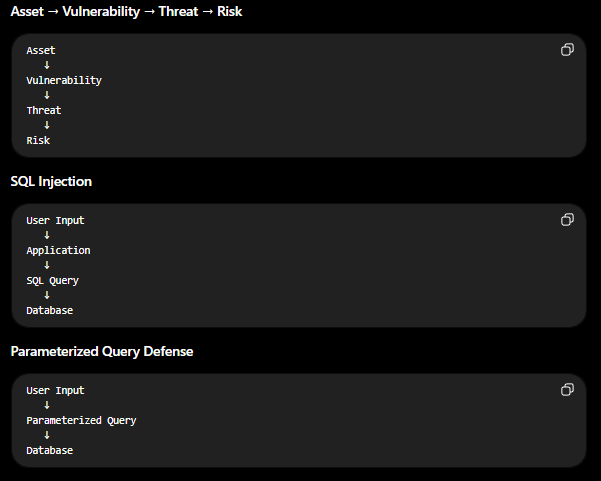 Asset → Vulnerability → Threat → Risk
Asset
↓
Vulnerability
↓
Threat
↓
Risk
SQL Injection
User Input
↓
Application
↓
SQL Query
↓
Database
Parameterized Query Defense
User Input
↓
Parameterized Query
↓
Database